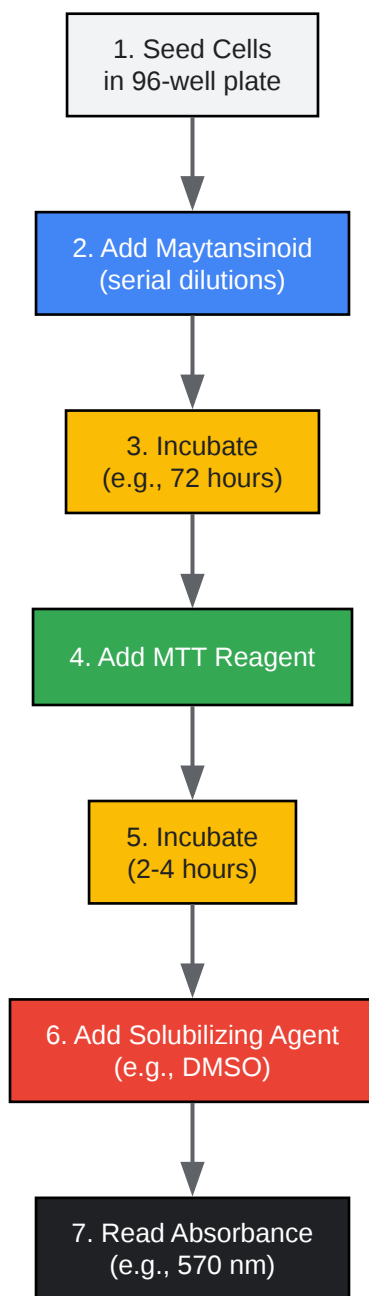 1. Seed Cells
in 96-well plate
2. Add Maytansinoid
(serial dilutions)
3. Incubate
(e.g., 72 hours)
4. Add MTT Reagent
5. Incubate
(2-4 hours)
6. Add Solubilizing Agent
(e.g., DMSO)
7. Read Absorbance
(e.g., 570 nm)